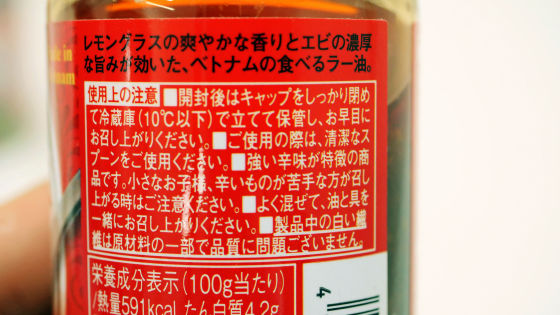 レモングラスの爽やかな香りとエビの濃厚
な旨みが効いた、ベトナムの食べるラー油。
使用上の注意 ■開封後はキャップをしっかり閉め
て冷蔵庫(10℃以下)で立てて保管し、お早目に
お召し上がりください。■ご使用の際は、清潔なス
プーンをご使用ください。■強い辛味が特徴の商
品です。小さなお子様、辛いものが苦手な方が召し
上がる時はご注意ください。■よく混ぜて、油と具を
一緒にお召し上がりください。■製品中の白い繊
維は原材料の一部で品質に問題ございません。
栄養成分表示(100g当たり)
/熱量591kcal たん白質4.2g
4